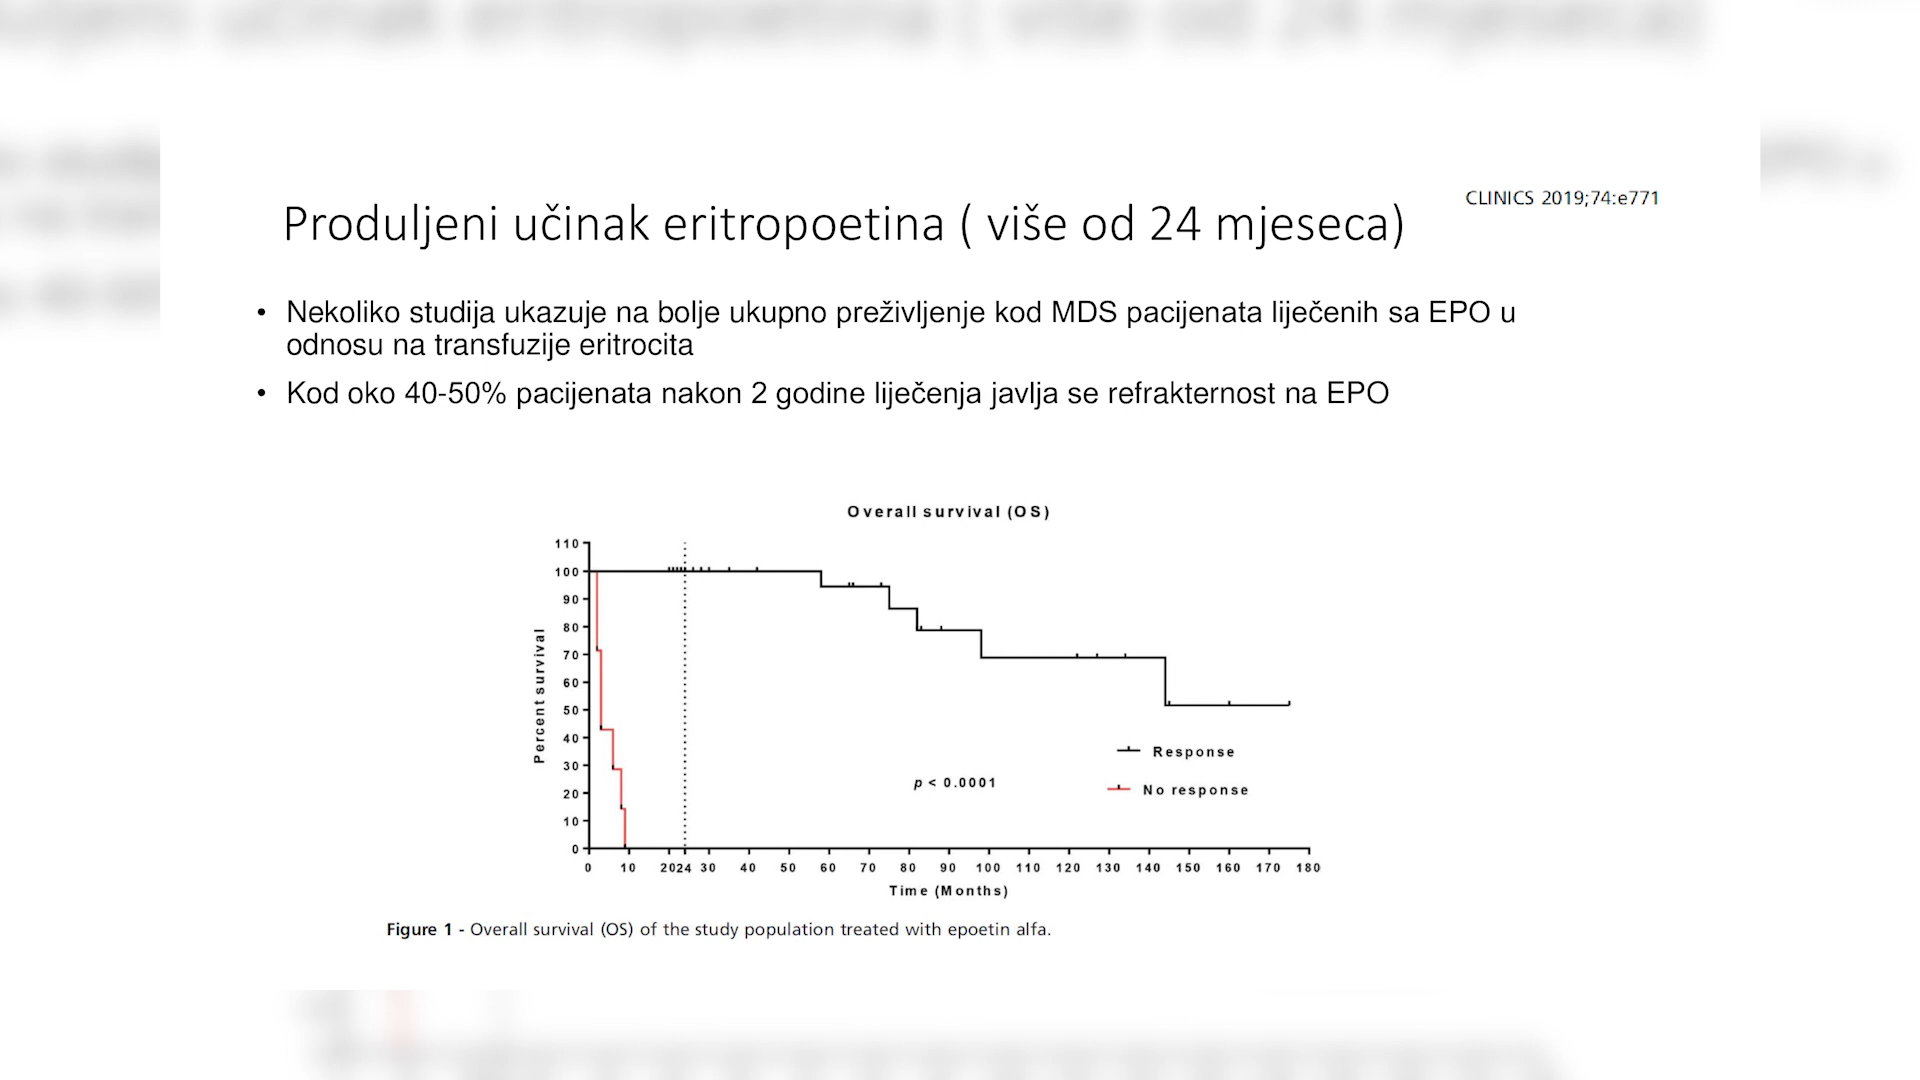 CLINICS 2019;74:e771
Produljeni učinak eritropoetina ( više od 24 mjeseca)
• Nekoliko studija ukazuje na bolje ukupno preživljenje kod MDS pacijenata liječenih sa EPO u
odnosu na transfuzije eritrocita
• Kod oko 40-50% pacijenata nakon 2 godine liječenja javlja se refrakternost na EPO
Overall survival (OS)
Percent survival
110
100
90
80
70
60
50
40
30
20
10
0
Response
p < 0.0001
No response
0 10 20 24 30 40 50 60 70 80 90 100 110 120 130 140 150 160 170 180
Time (Months)
Figure 1 - Overall survival (OS) of the study population treated with epoetin alfa.